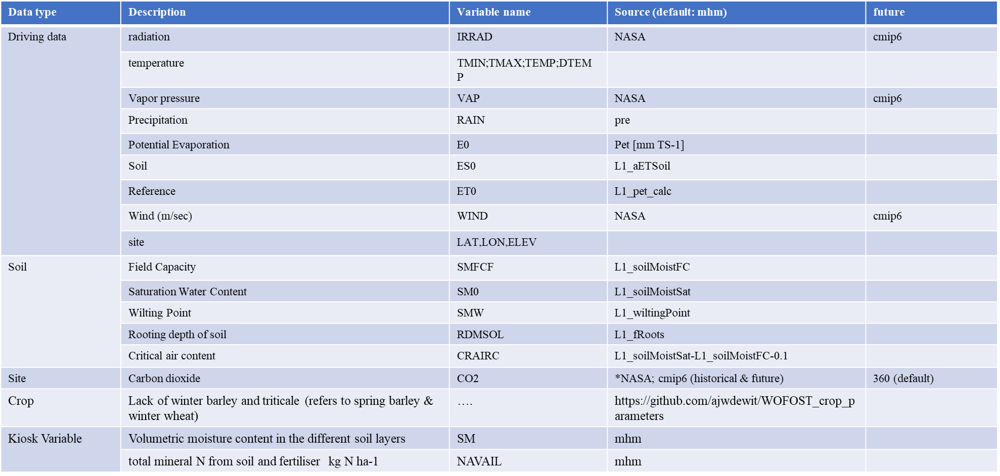 Data type Description Variable name Source (default: mhm) future
Driving data radiation IRRAD NASA cmip6
temperature TMIN;TMAX;TEMP;DTEM
P
Vapor pressure VAP NASA cmip6
Precipitation RAIN pre
Potential Evaporation E0 Pet [mm TS-1]
Soil ES0 L1_aETSoil
Reference ET0 L1_pet_calc
Wind (m/sec) WIND NASA cmip6
site LAT,LON,ELEV
Soil Field Capacity SMFCF L1_soilMoistFC
Saturation Water Content SM0 L1_soilMoistSat
Wilting Point SMW L1_wiltingPoint
Rooting depth of soil RDMSOL L1_fRoots
Critical air content CRAIRC L1_soilMoistSat-L1_soilMoistFC-0.1
Site Carbon dioxide CO2 *NASA; cmip6 (historical & future) 360 (default)
Crop Lack of winter barley and triticale (refers to spring barley & …. https://github.com/ajwdewit/WOFOST_crop_p
winter wheat) arameters
Kiosk Variable Volumetric moisture content in the different soil layers SM mhm
total mineral N from soil and fertiliser kg N ha-1 NAVAIL mhm